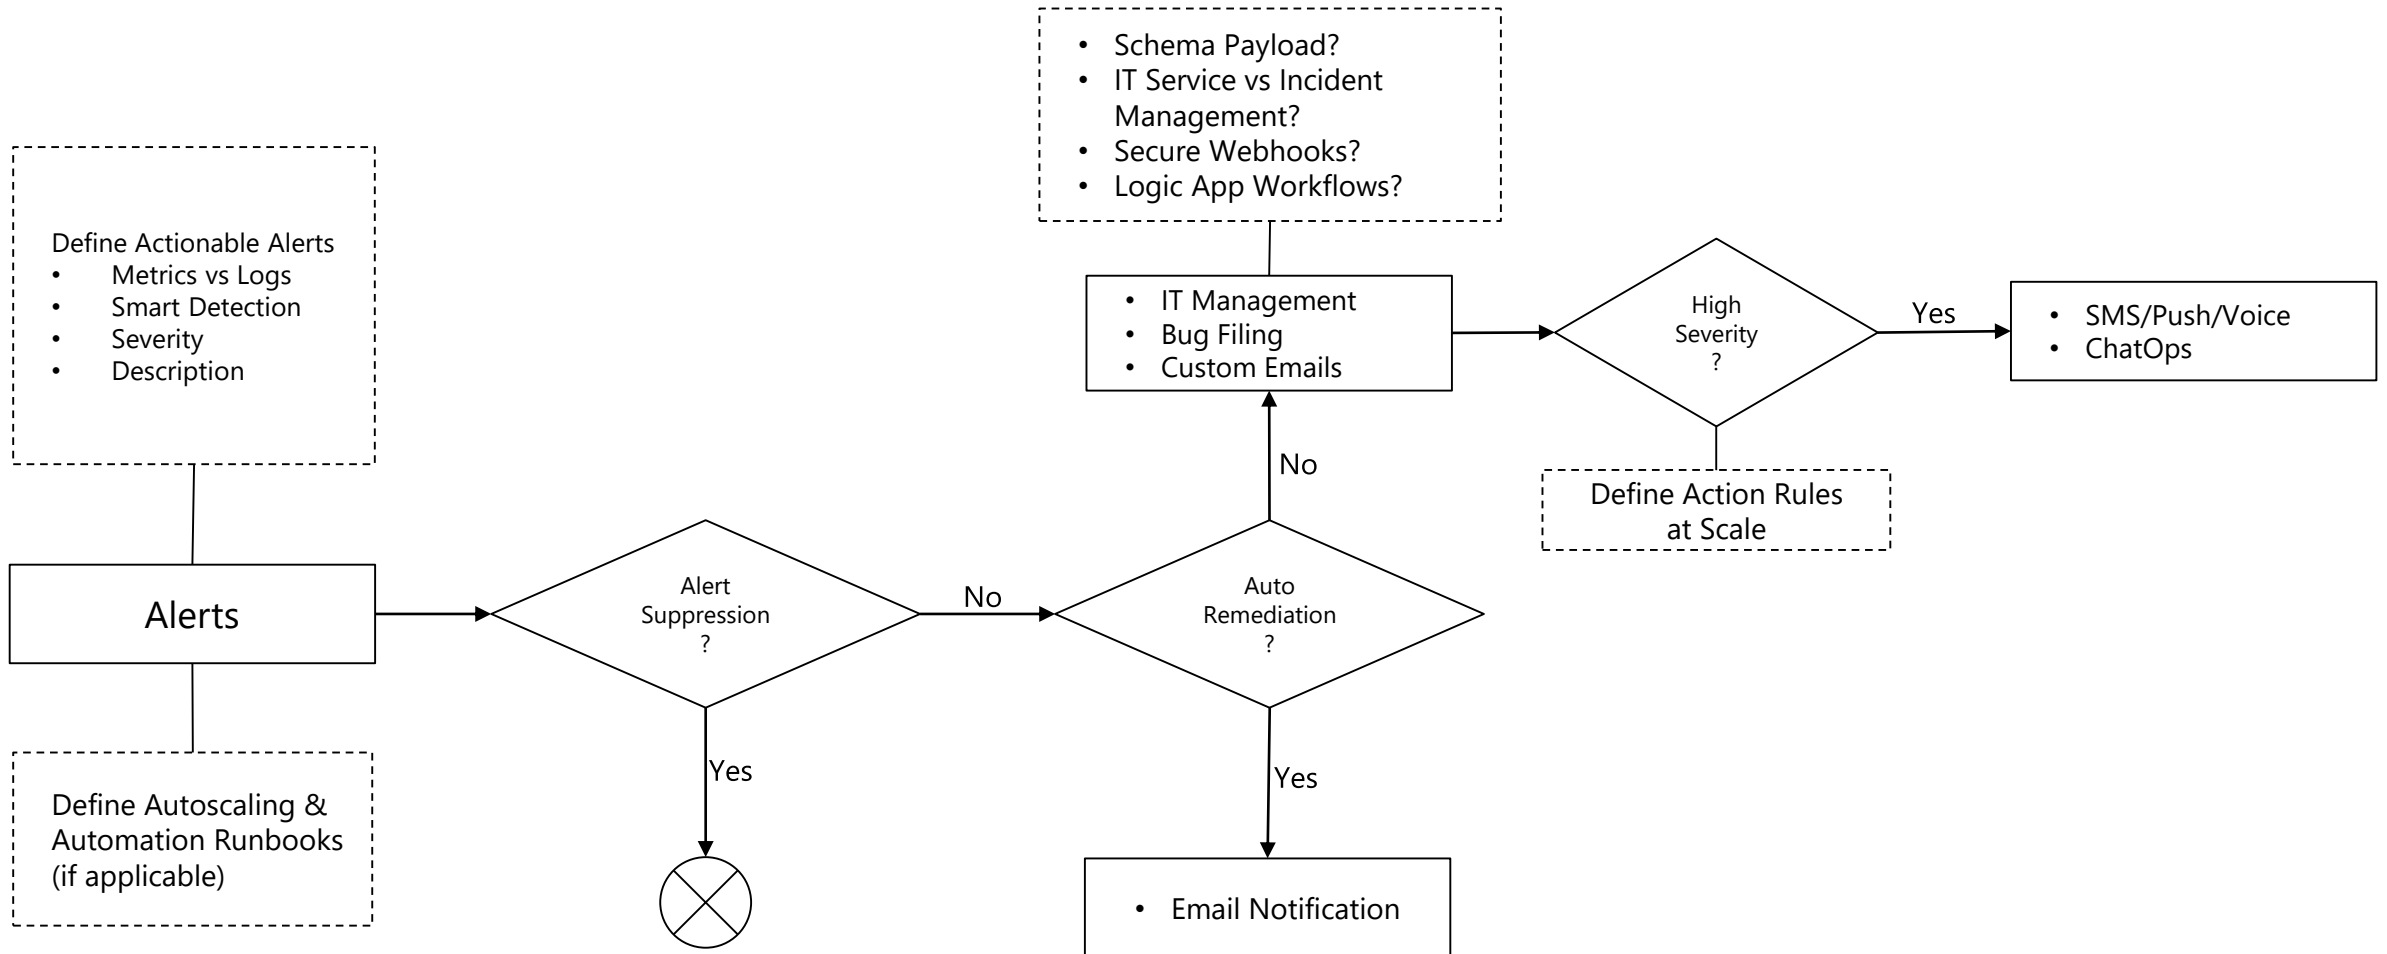 • Schema Payload?
• IT Service vs Incident
Management?
• Secure Webhooks?
• Logic App Workflows?
Define Actionable Alerts
• Metrics vs Logs
• Smart Detection
• Severity
• Description
• IT Management
• Bug Filing
• Custom Emails
High
Severity
?
Yes
• SMS/Push/Voice
• ChatOps
No
Define Action Rules
at Scale
Alerts
Alert
Suppression
?
No
Auto
Remediation
?
Yes
Yes
Define Autoscaling &
Automation Runbooks
(if applicable)
• Email Notification